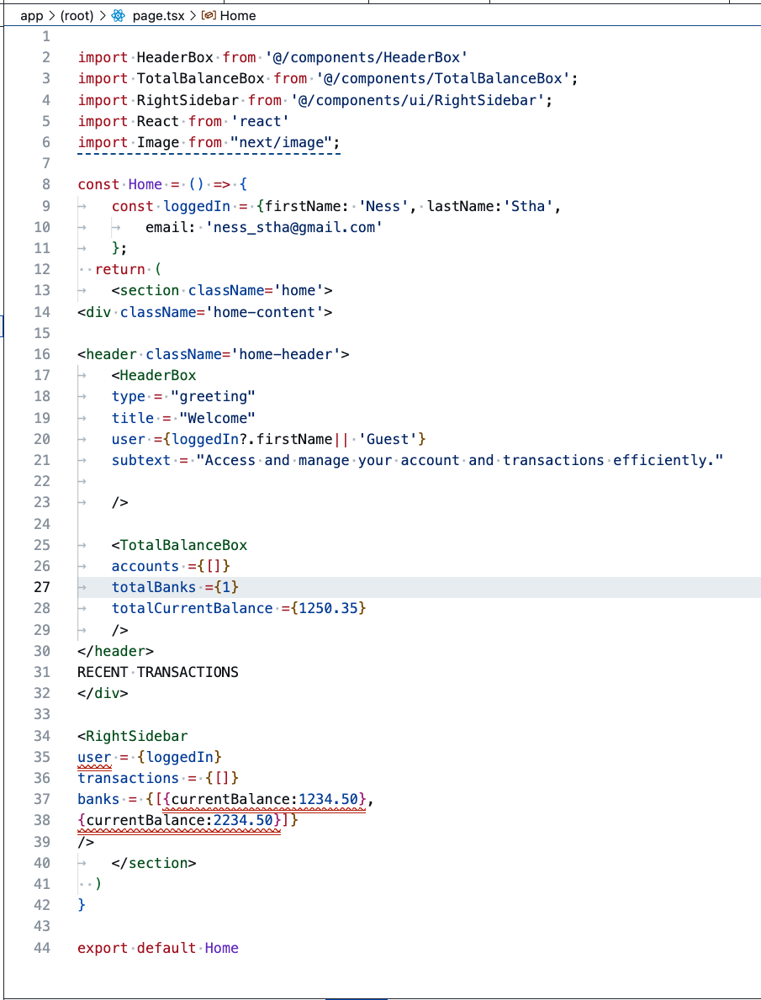 app > (root) > page.tsx > Home
1
2 import HeaderBox from '@/components/HeaderBox'
3 import TotalBalanceBox from '@/components/TotalBalanceBox';
4 import RightSidebar from '@/components/ui/RightSidebar';
5 import React from 'react'
6 import Image from "next/image";
7
8 const Home = () => {
9 const loggedIn = {firstName: 'Ness', lastName:'Stha',
10 email: 'ness_stha@gmail.com'
11 };
12 return (
13 <section className='home'>
14 <div className='home-content'>
15
16 <header className='home-header'>
17 <HeaderBox
18 type = "greeting"
19 title = "Welcome"
20 user ={loggedIn?.firstName|| 'Guest'}
21 subtext = "Access and manage your account and transactions efficiently."
22
23 />
24
25 <TotalBalanceBox
26 accounts ={[]}
27 totalBanks ={1}
28 totalCurrentBalance ={1250.35}
29 />
30 </header>
31 RECENT TRANSACTIONS
32 </div>
33
34 <RightSidebar
35 user = {loggedIn}
36 transactions = {[]}
37 banks = {[{currentBalance:1234.50},
38 {currentBalance:2234.50}]}
39 />
40 </section>
41 )
42 }
43
44 export default Home